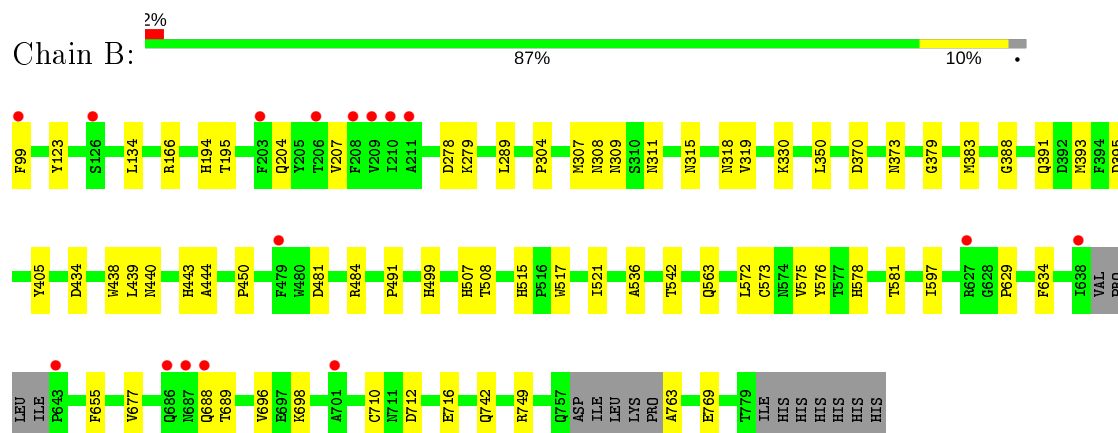 2%
Chain B:
87%
10%
F99 Y123 S126 L134 R166 H194 T195 F203 Q204 Y205 T206 V207 F208 V209 I210 A211 D278 K279 L289 P304 M307 N308 N309 S310 N311 N315 N318 V319 K330 L350 D370 N373 G379 M383 G388 Q391 D392 M393 F394 D395
Y405 D434 W438 L439 N440 H443 A444 P450 F479 W480 D481 R484 P491 H499 H507 T508 H515 P516 W517 I521 A536 T542 Q563 L572 C573 N574 V575 Y576 T577 H578 T581 I597 R627 G628 P629 F634 I638 VAL PRO
LEU ILE P643 F655 V677 Q686 N687 Q688 T689 V696 E697 K698 A701 C710 N711 D712 E716 Q742 R749 Q757 ASP ILE LEU LYS PRO A763 E769 T779 ILE HIS HIS HIS HIS HIS HIS